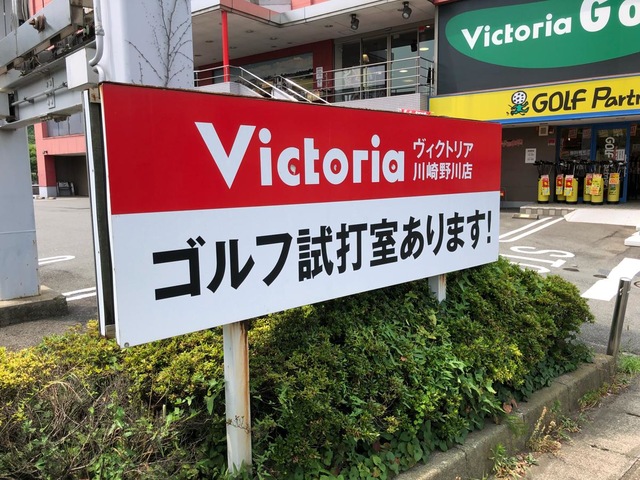 Victoria G
GOLF Partn
Victoria
ヴィクトリア
川崎野川店
ゴルフ試打室あります!